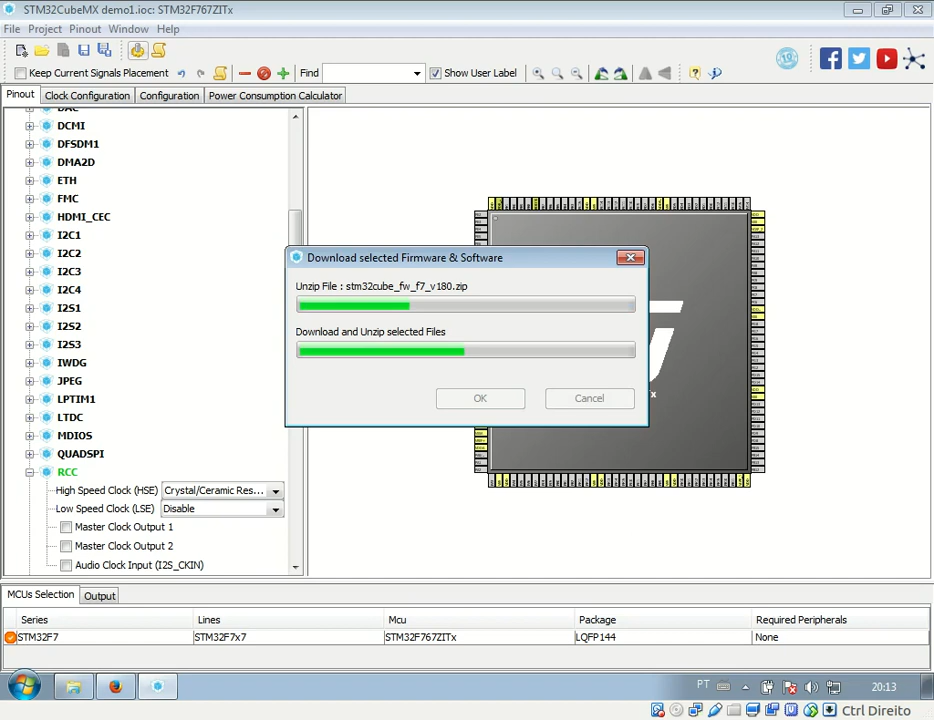 STM32CubeMX demo1.ioc: STM32F767ZITx
File Project Pinout Window Help
Keep Current Signals Placement Find Show User Label
Pinout Clock Configuration Configuration Power Consumption Calculator
DAC
DCMI
DFSDM1
DMA2D
ETH
FMC
HDMI_CEC
I2C1
I2C2
I2C3
I2C4
I2S1
I2S2
I2S3
IWDG
JPEG
LPTIM1
LTDC
MDIOS
QUADSPI
RCC
High Speed Clock (HSE) Crystal/Ceramic Res...
Low Speed Clock (LSE) Disable
Master Clock Output 1
Master Clock Output 2
Audio Clock Input (I2S_CKIN)
Download selected Firmware & Software
Unzip File : stm32cube_fw_f7_v180.zip
Download and Unzip selected Files
OK Cancel
MCUs Selection Output
Series Lines Mcu Package Required Peripherals
STM32F7 STM32F7x7 STM32F767ZITx LQFP144 None
PT 20:13
Ctrl Direito